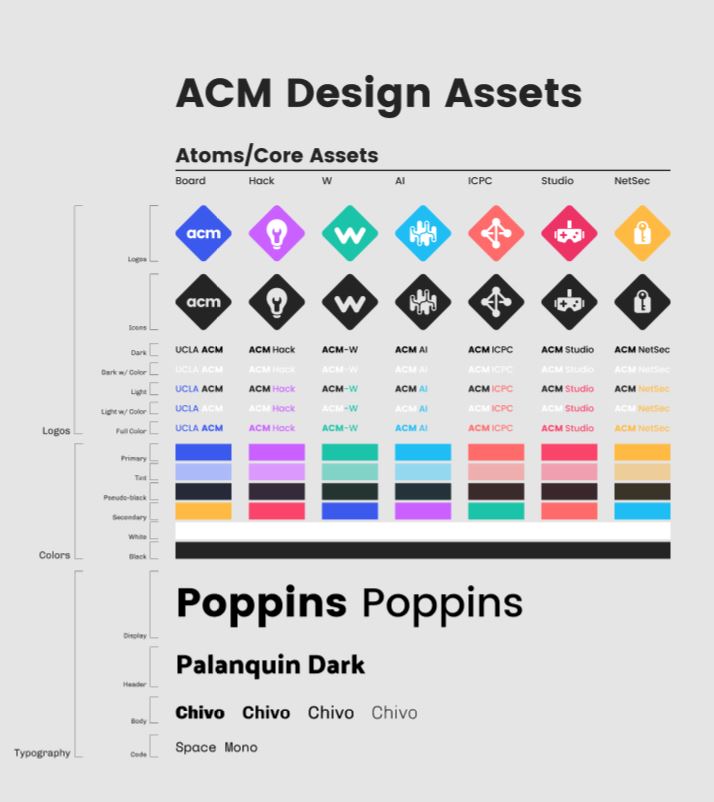 ACM Design Assets
Atoms/Core Assets
Board Hack W AI ICPC Studio NetSec
acm
Logos
acm
Icons
Dark UCLA ACM ACM Hack ACM-W ACM AI ACM ICPC ACM Studio ACM NetSec
Dark w/ Color UCLA ACM ACM Hack ACM-W ACM AI ACM ICPC ACM Studio ACM NetSec
Light UCLA ACM ACM Hack ACM-W ACM AI ACM ICPC ACM Studio ACM NetSec
Light w/ Color UCLA ACM ACM Hack ACM-W ACM AI ACM ICPC ACM Studio ACM NetSec
Logos Full Color UCLA ACM ACM Hack ACM-W ACM AI ACM ICPC ACM Studio ACM NetSec
Primary
Tint
Pseudo-black
Secondary
White
Colors Black
Poppins Poppins
Display
Palanquin Dark
Header
Chivo Chivo Chivo Chivo
Body
Space Mono
Typography Code